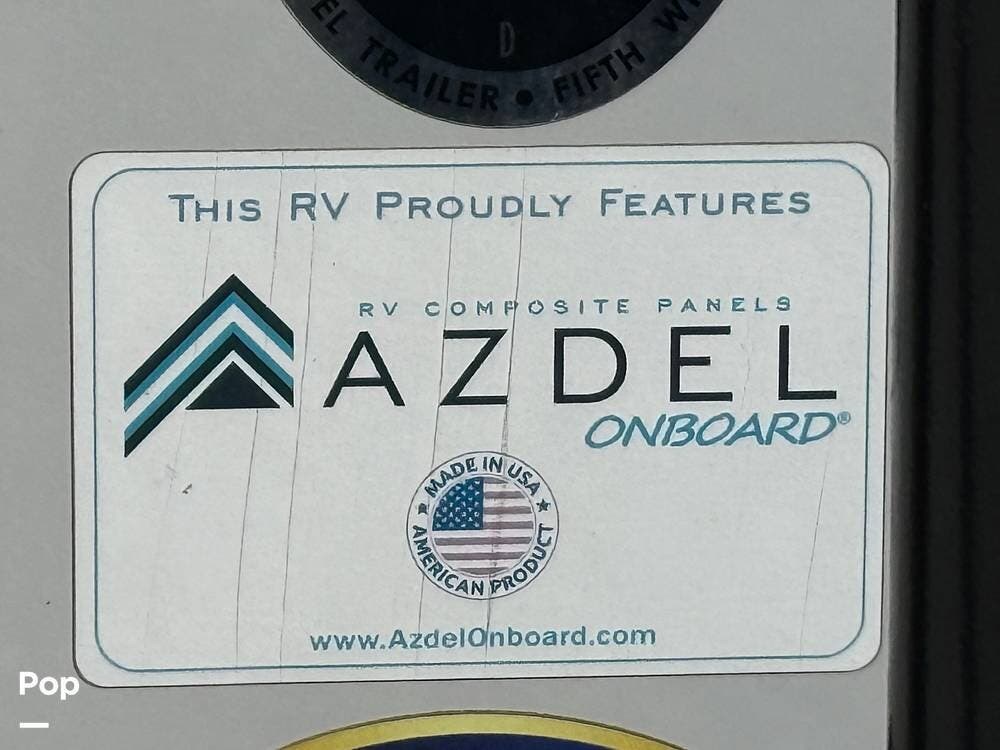 D
TRAILER • FIFTH
THIS RV PROUDLY FEATURES
RV COMPOSITE PANELS
AZDEL
ONBOARD®
MADE IN USA
AMERICAN PRODUCT
www.AzdelOnboard.com
Pop